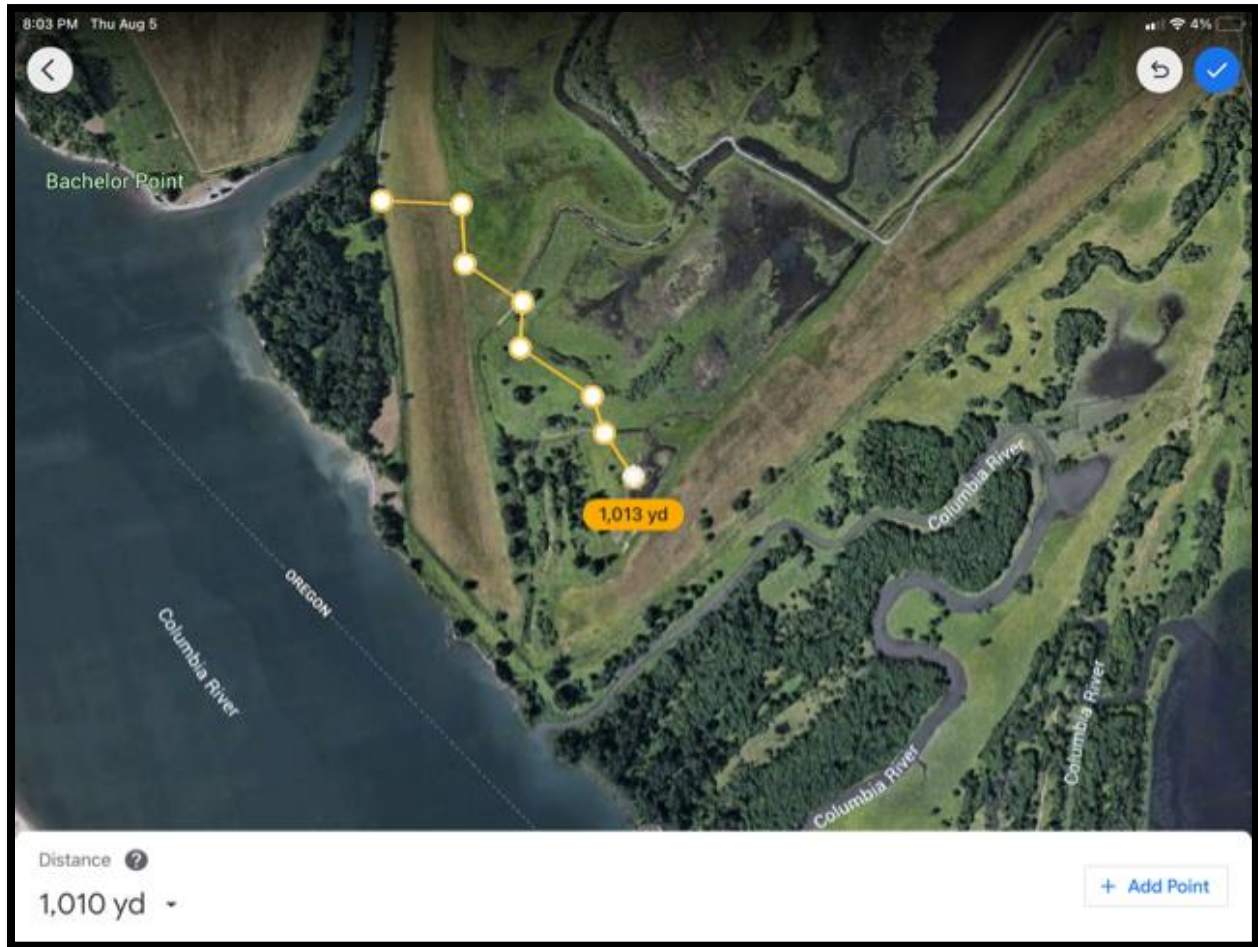 8:03 PM Thu Aug 5
4%
Bachelor Point
1,013 yd
Columbia River
OREGON
Columbia River
Columbia River
Columbia River
Distance ?
1,010 yd
+ Add Point